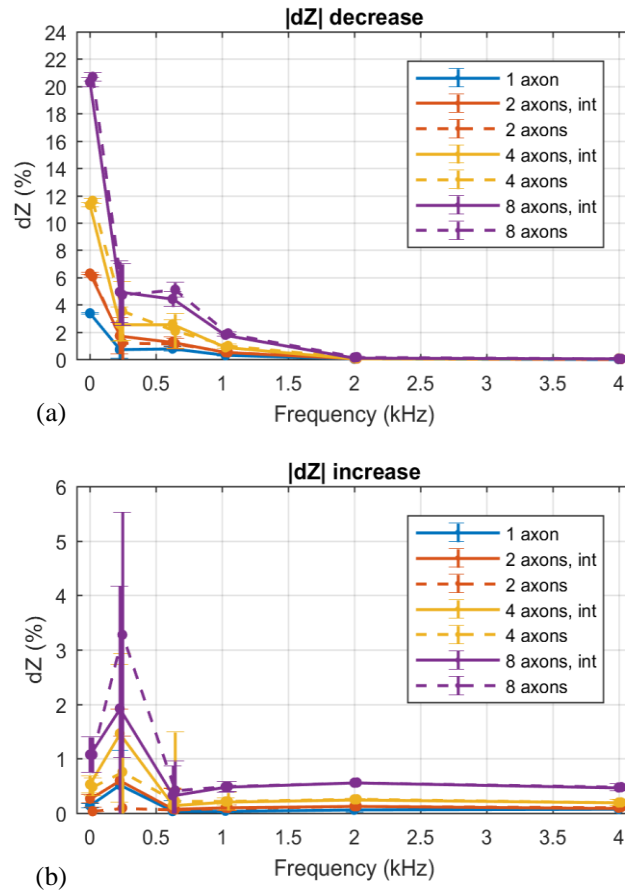 |dZ| decrease
24
22
20
18
16
14
12
10
8
6
4
2
0
dZ (%)
1 axon
2 axons, int
2 axons
4 axons, int
4 axons
8 axons, int
8 axons
0 0.5 1 1.5 2 2.5 3 3.5 4
Frequency (kHz)
(a)
|dZ| increase
6
5
4
3
2
1
0
dZ (%)
1 axon
2 axons, int
2 axons
4 axons, int
4 axons
8 axons, int
8 axons
0 0.5 1 1.5 2 2.5 3 3.5 4
Frequency (kHz)
(b)